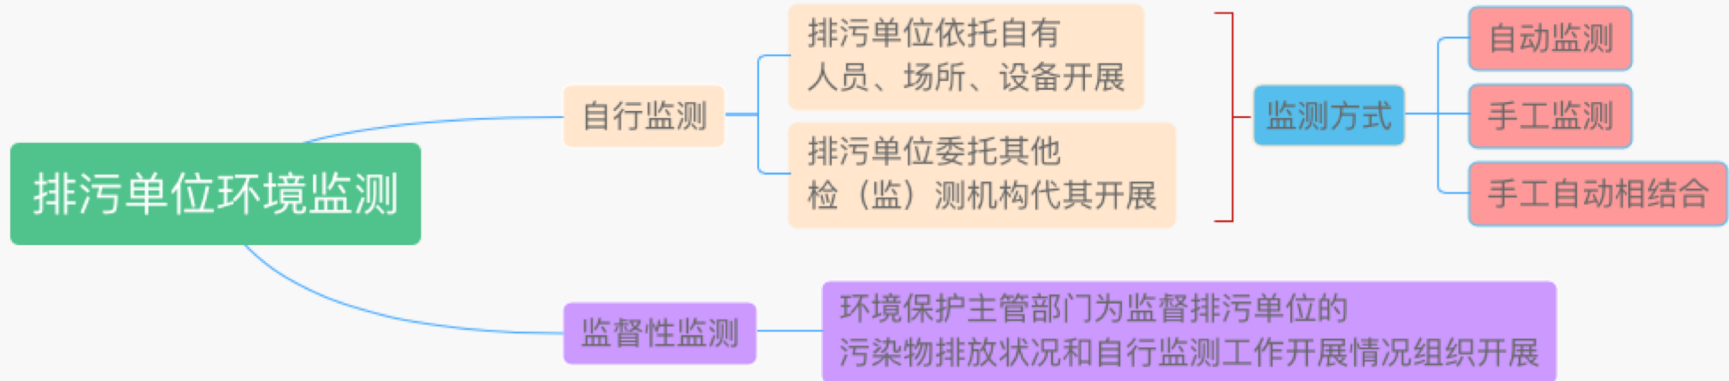 排污单位环境监测
自行监测
排污单位依托自有
人员、场所、设备开展
排污单位委托其他
检（监）测机构代其开展
监测方式
自动监测
手工监测
手工自动相结合
监督性监测
环境保护主管部门为监督排污单位的
污染物排放状况和自行监测工作开展情况组织开展